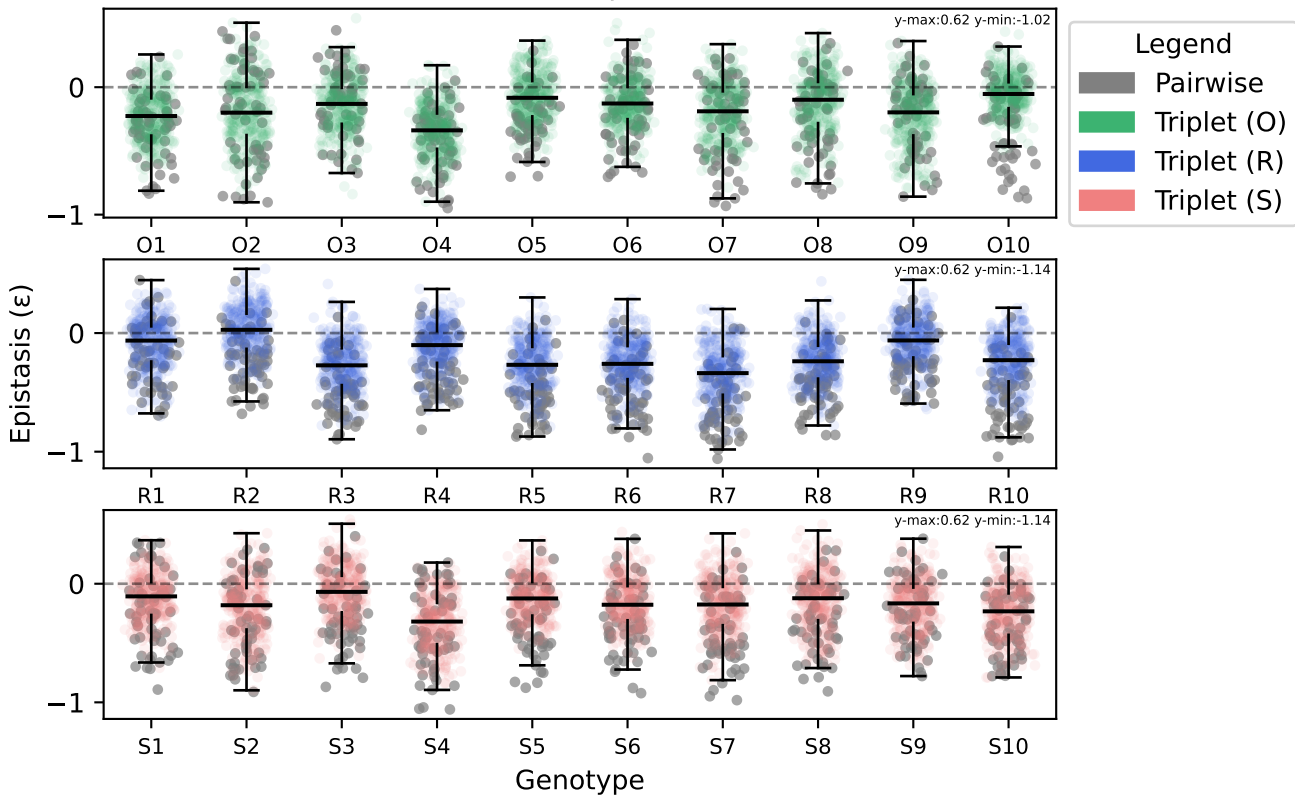 y-max:0.62 y-min:-1.02
0
−1
O1 O2 O3 O4 O5 O6 O7 O8 O9 O10
Legend
Pairwise
Triplet (O)
Triplet (R)
Triplet (S)
Epistasis (ε)
y-max:0.62 y-min:-1.14
0
−1
R1 R2 R3 R4 R5 R6 R7 R8 R9 R10
y-max:0.62 y-min:-1.14
0
−1
S1 S2 S3 S4 S5 S6 S7 S8 S9 S10
Genotype